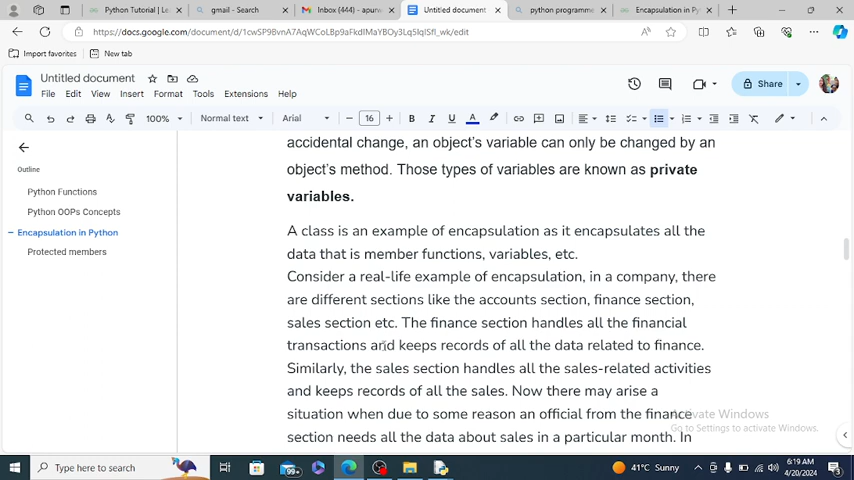 Python Tutorial | Le
gmail - Search
Inbox (444) - apune
Untitled document
python programme
Encapsulation in Py
https://docs.google.com/document/d/1cwSP9BvnA7AqWCoLBp9aFkdIMaYBOy3Lq5lqISfl_wk/edit
Import favorites
New tab
Untitled document
File Edit View Insert Format Tools Extensions Help
Share
100% Normal text Arial 16 B I U A
accidental change, an object's variable can only be changed by an
object's method. Those types of variables are known as private
variables.
Outline
Python Functions
Python OOPs Concepts
Encapsulation in Python
Protected members
A class is an example of encapsulation as it encapsulates all the
data that is member functions, variables, etc.
Consider a real-life example of encapsulation, in a company, there
are different sections like the accounts section, finance section,
sales section etc. The finance section handles all the financial
transactions and keeps records of all the data related to finance.
Similarly, the sales section handles all the sales-related activities
and keeps records of all the sales. Now there may arise a
situation when due to some reason an official from the finance
section needs all the data about sales in a particular month. In
Activate Windows
Go to Settings to activate Windows.
Type here to search
99+
41°F Sunny
6:19 AM
4/20/2024
3